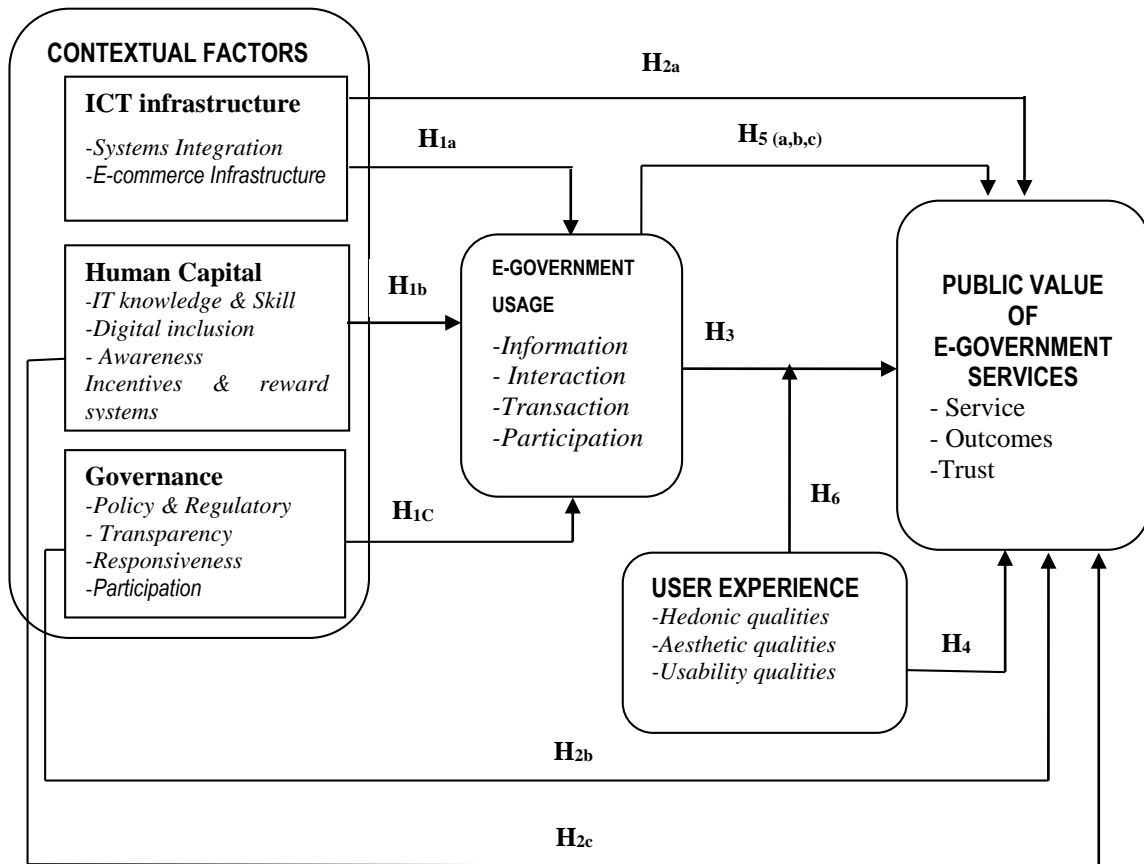 CONTEXTUAL FACTORS
ICT infrastructure
-Systems Integration
-E-commerce Infrastructure
Human Capital
-IT knowledge & Skill
-Digital inclusion
- Awareness
Incentives & reward
systems
Governance
-Policy & Regulatory
- Transparency
-Responsiveness
-Participation
H1a
H1b
H1C
E-GOVERNMENT
USAGE
-Information
- Interaction
-Transaction
-Participation
H2a
H5 (a,b,c)
H3
H6
USER EXPERIENCE
-Hedonic qualities
-Aesthetic qualities
-Usability qualities
H4
PUBLIC VALUE
OF
E-GOVERNMENT
SERVICES
- Service
- Outcomes
-Trust
H2b
H2c